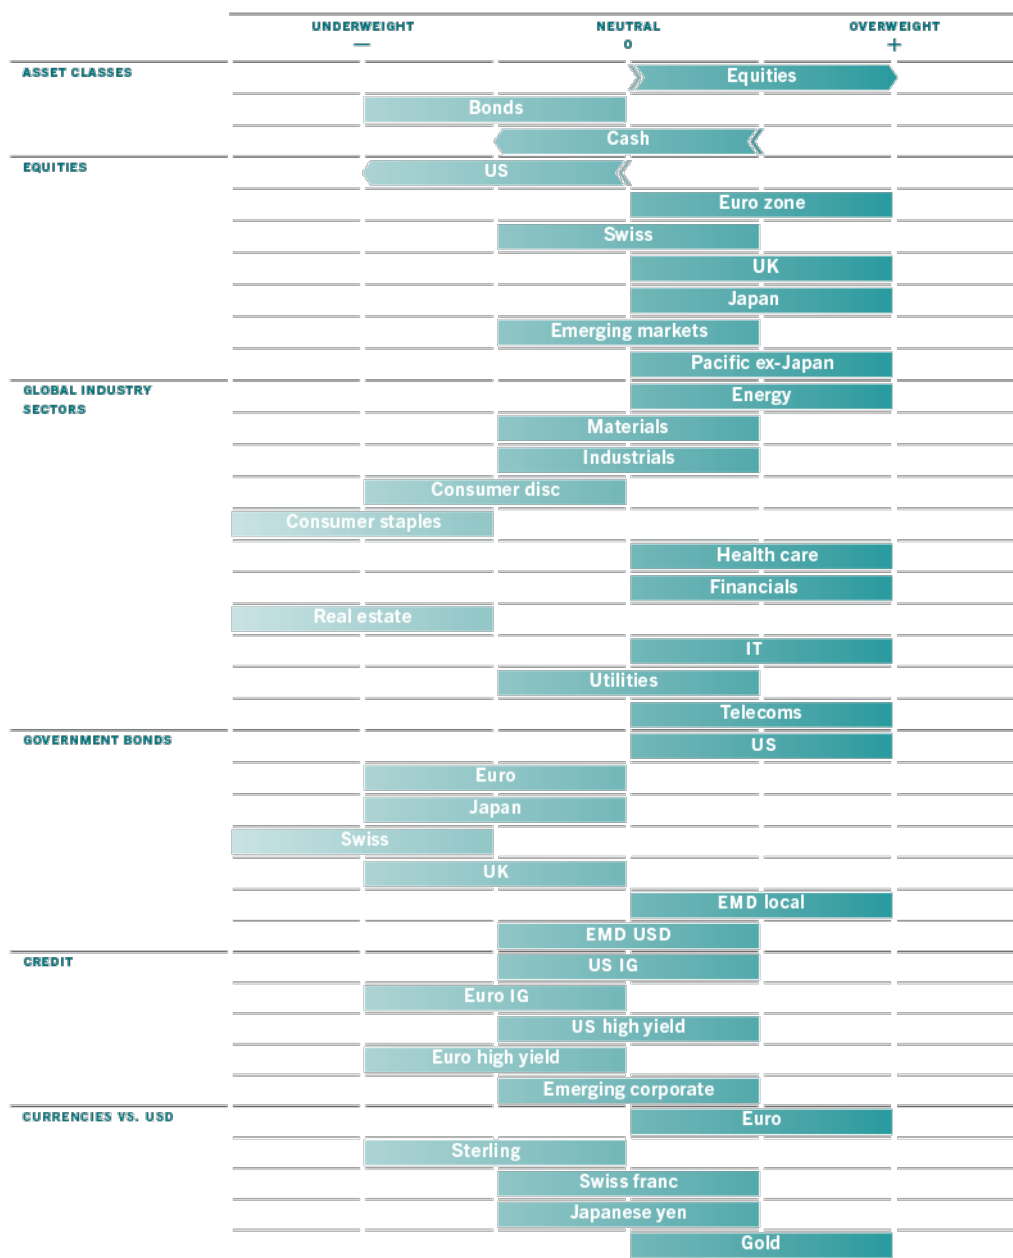 UNDERWEIGHT NEUTRAL OVERWEIGHT
— 0 +
ASSET CLASSES Equities
Bonds
Cash
EQUITIES US
Euro zone
Swiss
UK
Japan
Emerging markets
Pacific ex-Japan
GLOBAL INDUSTRY Energy
SECTORS
Materials
Industrials
Consumer disc
Consumer staples
Health care
Financials
Real estate
IT
Utilities
Telecoms
GOVERNMENT BONDS US
Euro
Japan
Swiss
UK
EMD local
EMD USD
CREDIT US IG
Euro IG
US high yield
Euro high yield
Emerging corporate
CURRENCIES VS. USD Euro
Sterling
Swiss franc
Japanese yen
Gold